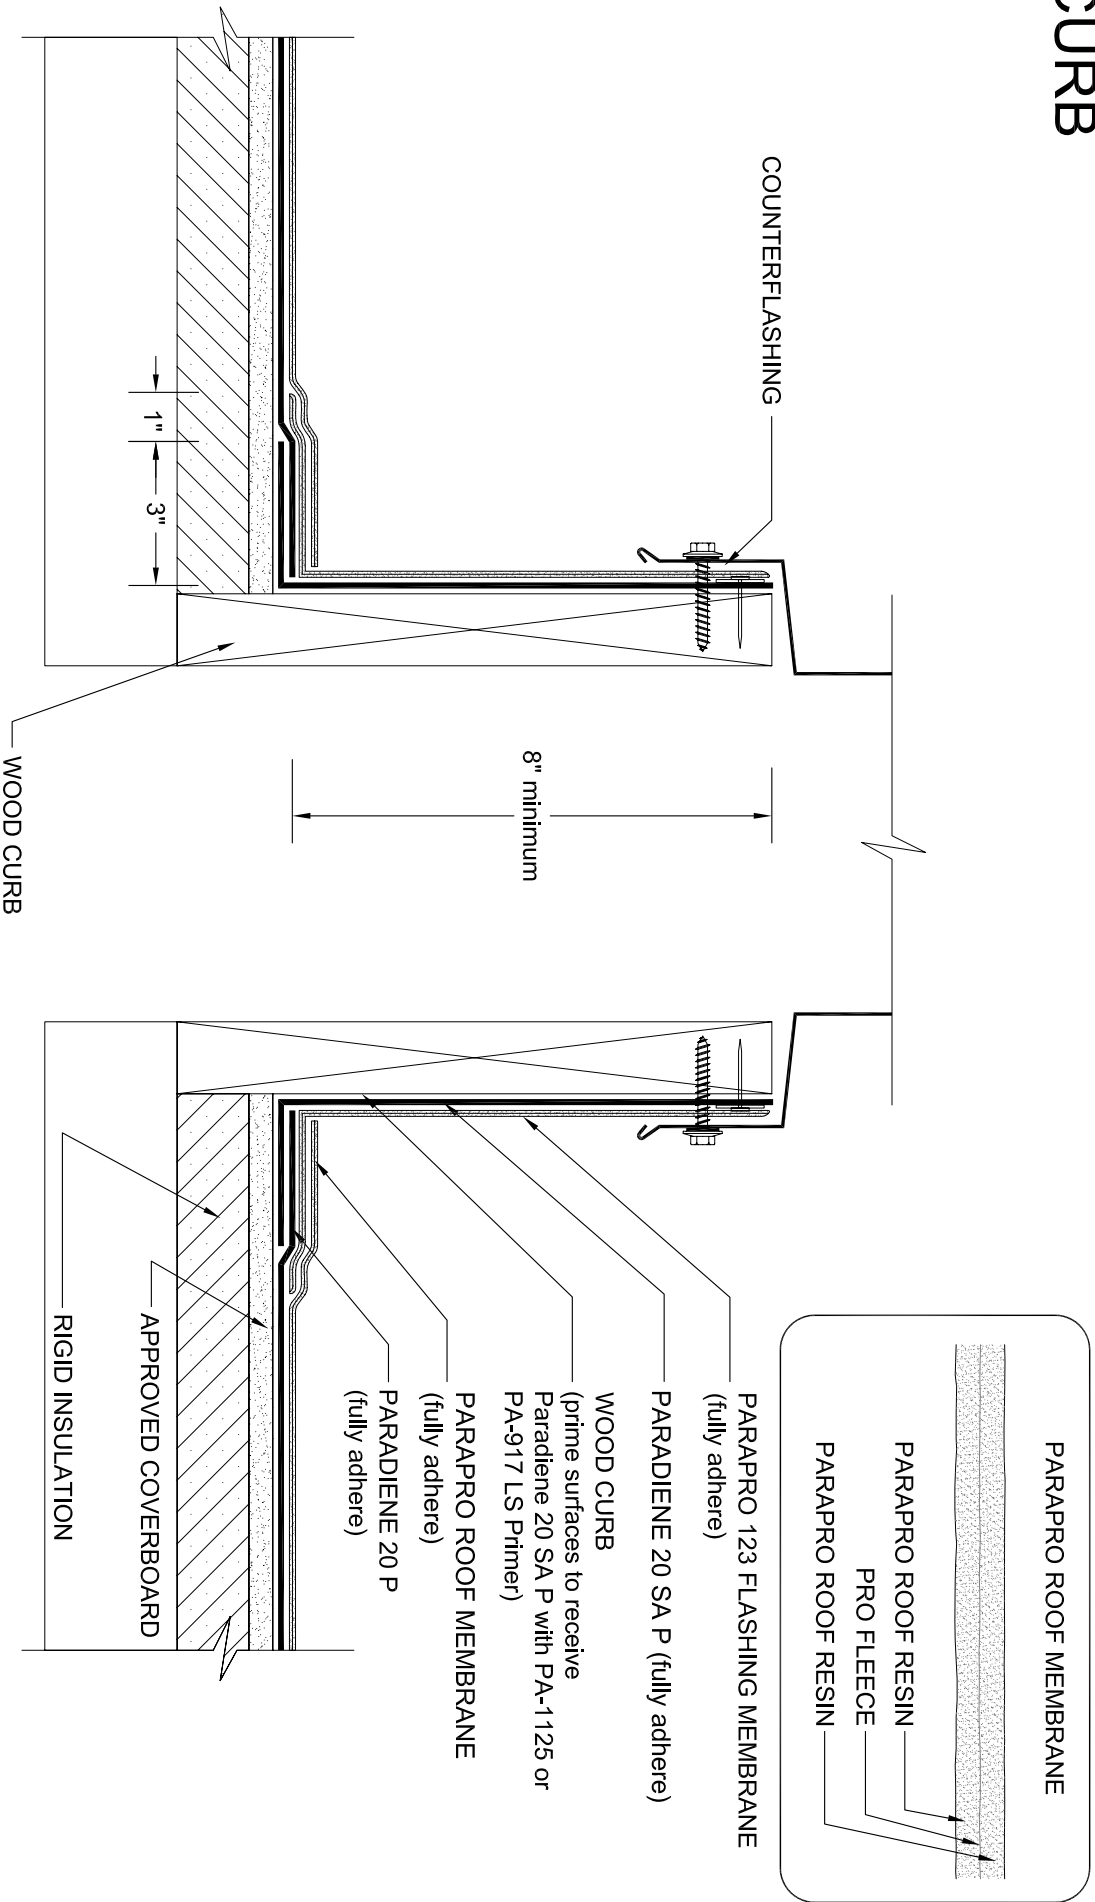 CURB
PARAPRO ROOF MEMBRANE
PARAPRO ROOF RESIN
PRO FLEECE
PARAPRO ROOF RESIN
COUNTERFLASHING
PARAPRO 123 FLASHING MEMBRANE
(fully adhere)
PARADIENE 20 SA P (fully adhere)
WOOD CURB
(prime surfaces to receive
Paradiene 20 SA P with PA-1125 or
PA-917 LS Primer)
PARAPRO ROOF MEMBRANE
(fully adhere)
PARADIENE 20 P
(fully adhere)
8" minimum
1"
3"
APPROVED COVERBOARD
RIGID INSULATION
WOOD CURB